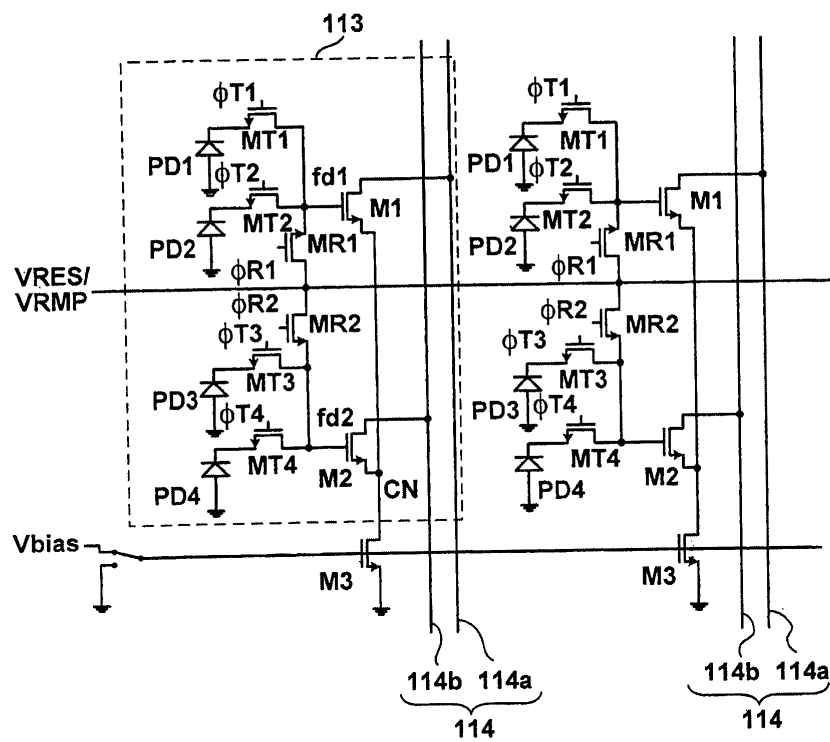 113
ϕT1
MT1
PD1
ϕT2
fd1
MT2
M1
PD2
MR1
ϕR1
VRES/
VRMP
ϕR2
MR2
ϕT3
MT3
PD3
ϕT4
fd2
MT4
M2
CN
PD4
Vbias
M3
114b
114a
114
ϕT1
MT1
PD1
ϕT2
MT2
M1
PD2
MR1
ϕR1
ϕR2
MR2
ϕT3
MT3
PD3
ϕT4
MT4
M2
PD4
M3
114b
114a
114